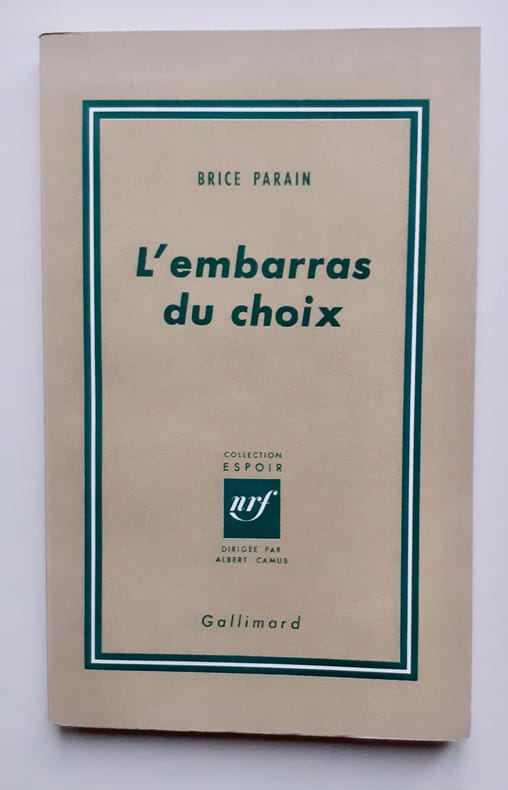 BRICE PARAIN
L'embarras
du choix
COLLECTION
ESPOIR
nrf
DIRIGÉE PAR
ALBERT CAMUS
Gallimard